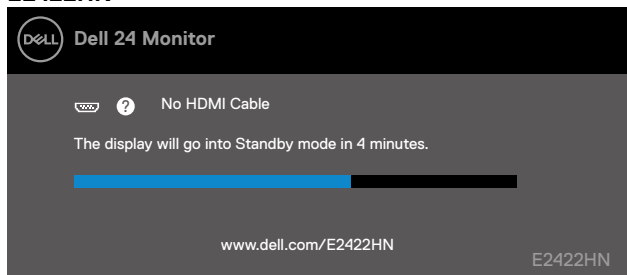 E2422HN
DELL Dell 24 Monitor
? No HDMI Cable
The display will go into Standby mode in 4 minutes.
www.dell.com/E2422HN
E2422HN